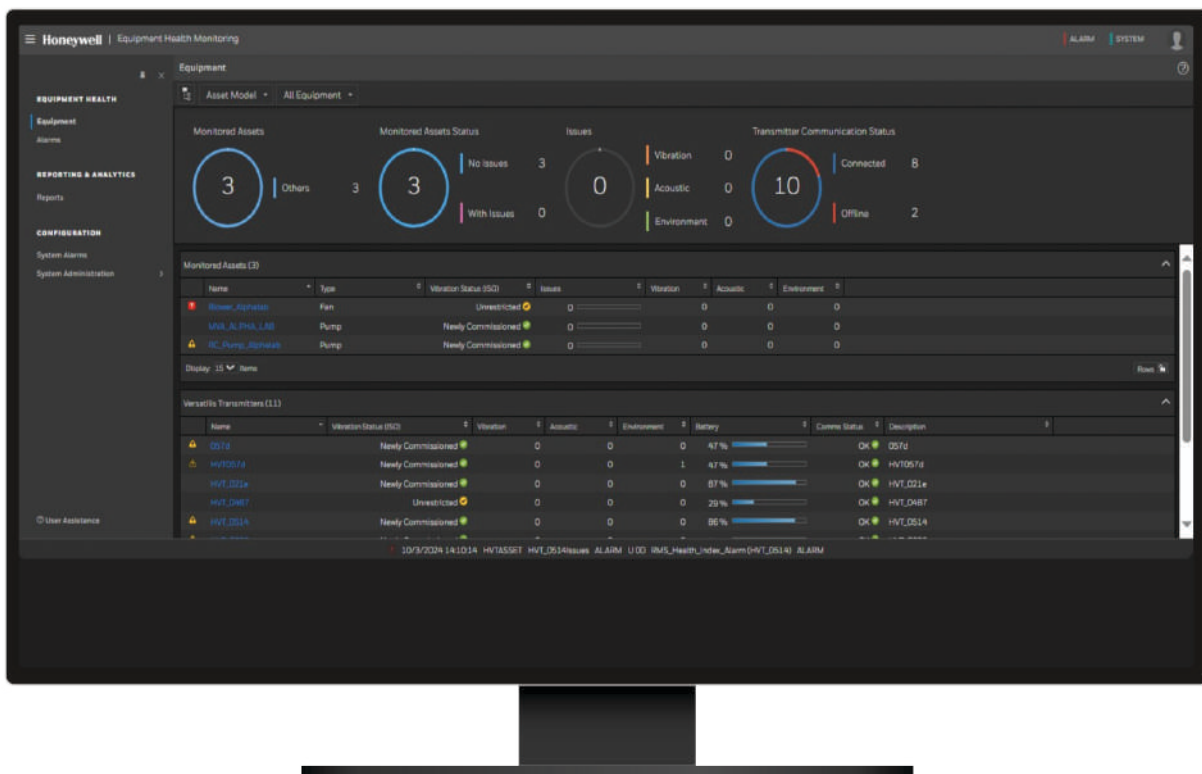 Honeywell | Equipment Health Monitoring
ALARM
SYSTEM
EQUIPMENT HEALTH
Equipment
Alarms
REPORTING & ANALYTICS
Reports
CONFIGURATION
System Alarms
System Administration
User Assistance
Equipment
Asset Model
All Equipment
Monitored Assets
3
Others 3
Monitored Assets Status
3
No Issues 3
With Issues 0
Issues
0
Vibration 0
Acoustic 0
Environment 0
Transmitter Communication Status
10
Connected 8
Offline 2
Monitored Assets (3)
Name Type Vibration Status (ISO) Issues Vibration Acoustic Environment
Blower_Alphalab Fan Unrestricted 0 0 0 0
MVA_ALPHA_LAB Pump Newly Commissioned 0 0 0 0
RC_Pump_Alphalab Pump Newly Commissioned 0 0 0 0
Display 15 Items
Rows
Versatilis Transmitters (11)
Name Vibration Status (ISO) Vibration Acoustic Environment Battery Comms Status Description
057d Newly Commissioned 0 0 0 47 % OK 057d
HVT057d Newly Commissioned 0 0 1 47 % OK HVT057d
HVT_021e Newly Commissioned 0 0 0 87 % OK HVT_021e
HVT_0487 Unrestricted 0 0 0 29 % OK HVT_0487
HVT_0514 Newly Commissioned 0 0 0 86 % OK HVT_0514
10/3/2024 14:10:14 HVTASSET HVT_0514Issues ALARM U 00 RMS_Health_Index_Alarm (HVT_0514) ALARM